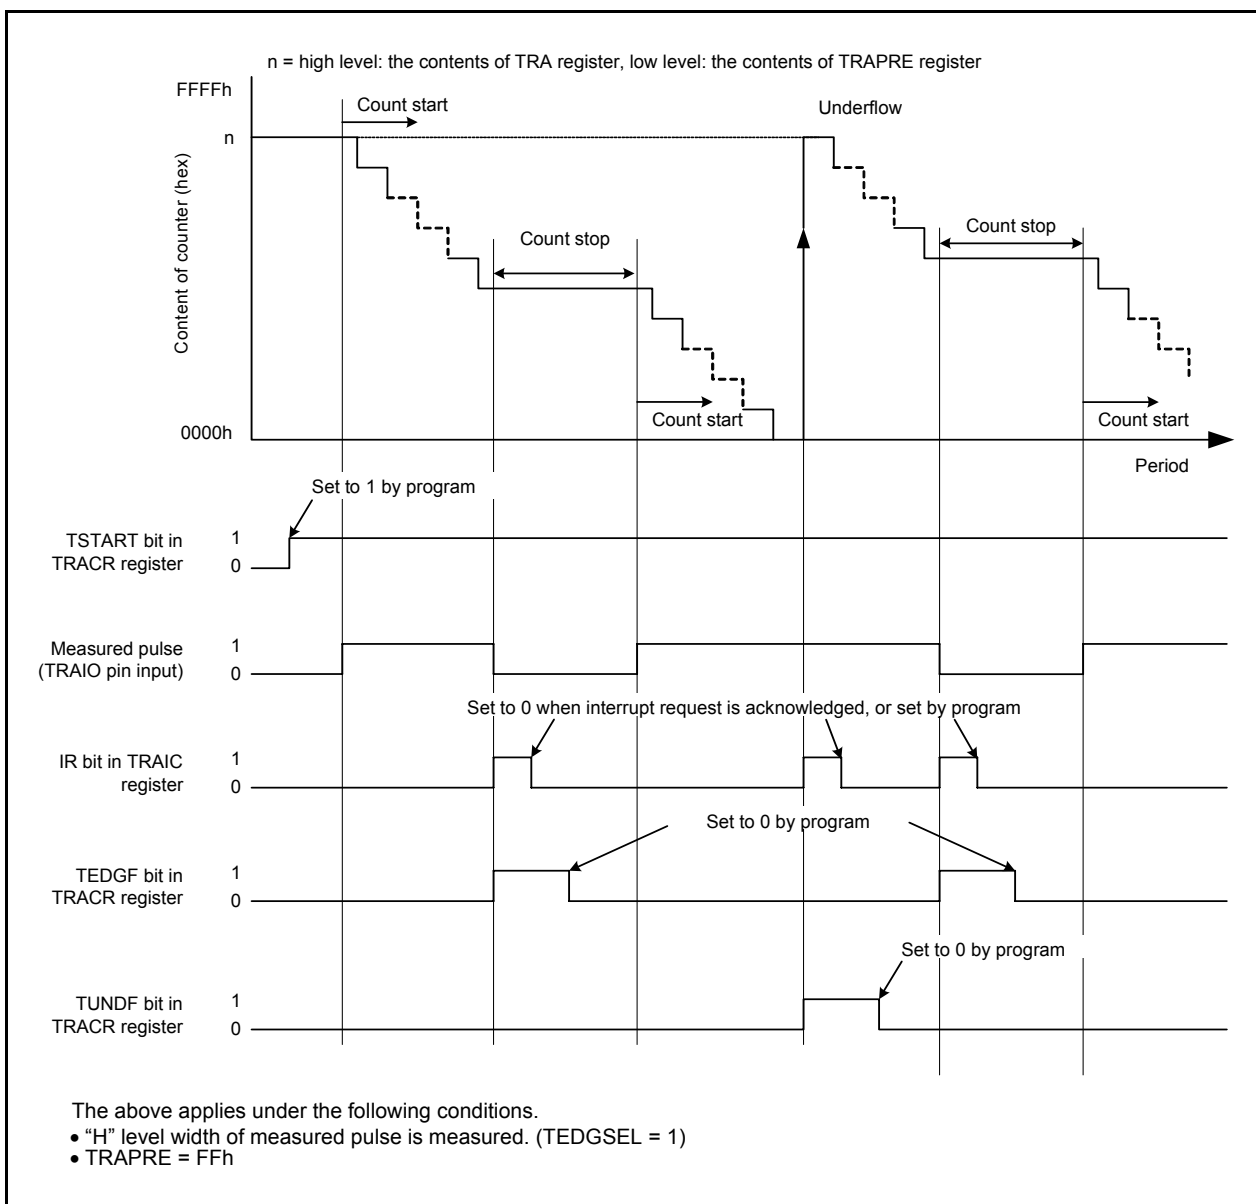 n = high level: the contents of TRA register, low level: the contents of TRAPRE register
FFFFh
Count start
Underflow
n
Content of counter (hex)
Count stop
Count stop
Count start
Count start
0000h
Period
Set to 1 by program
TSTART bit in
TRACR register
1
0
Measured pulse
(TRAIO pin input)
1
0
Set to 0 when interrupt request is acknowledged, or set by program
IR bit in TRAIC
register
1
0
Set to 0 by program
TEDGF bit in
TRACR register
1
0
Set to 0 by program
TUNDF bit in
TRACR register
1
0
The above applies under the following conditions.
• “H” level width of measured pulse is measured. (TEDGSEL = 1)
• TRAPRE = FFh